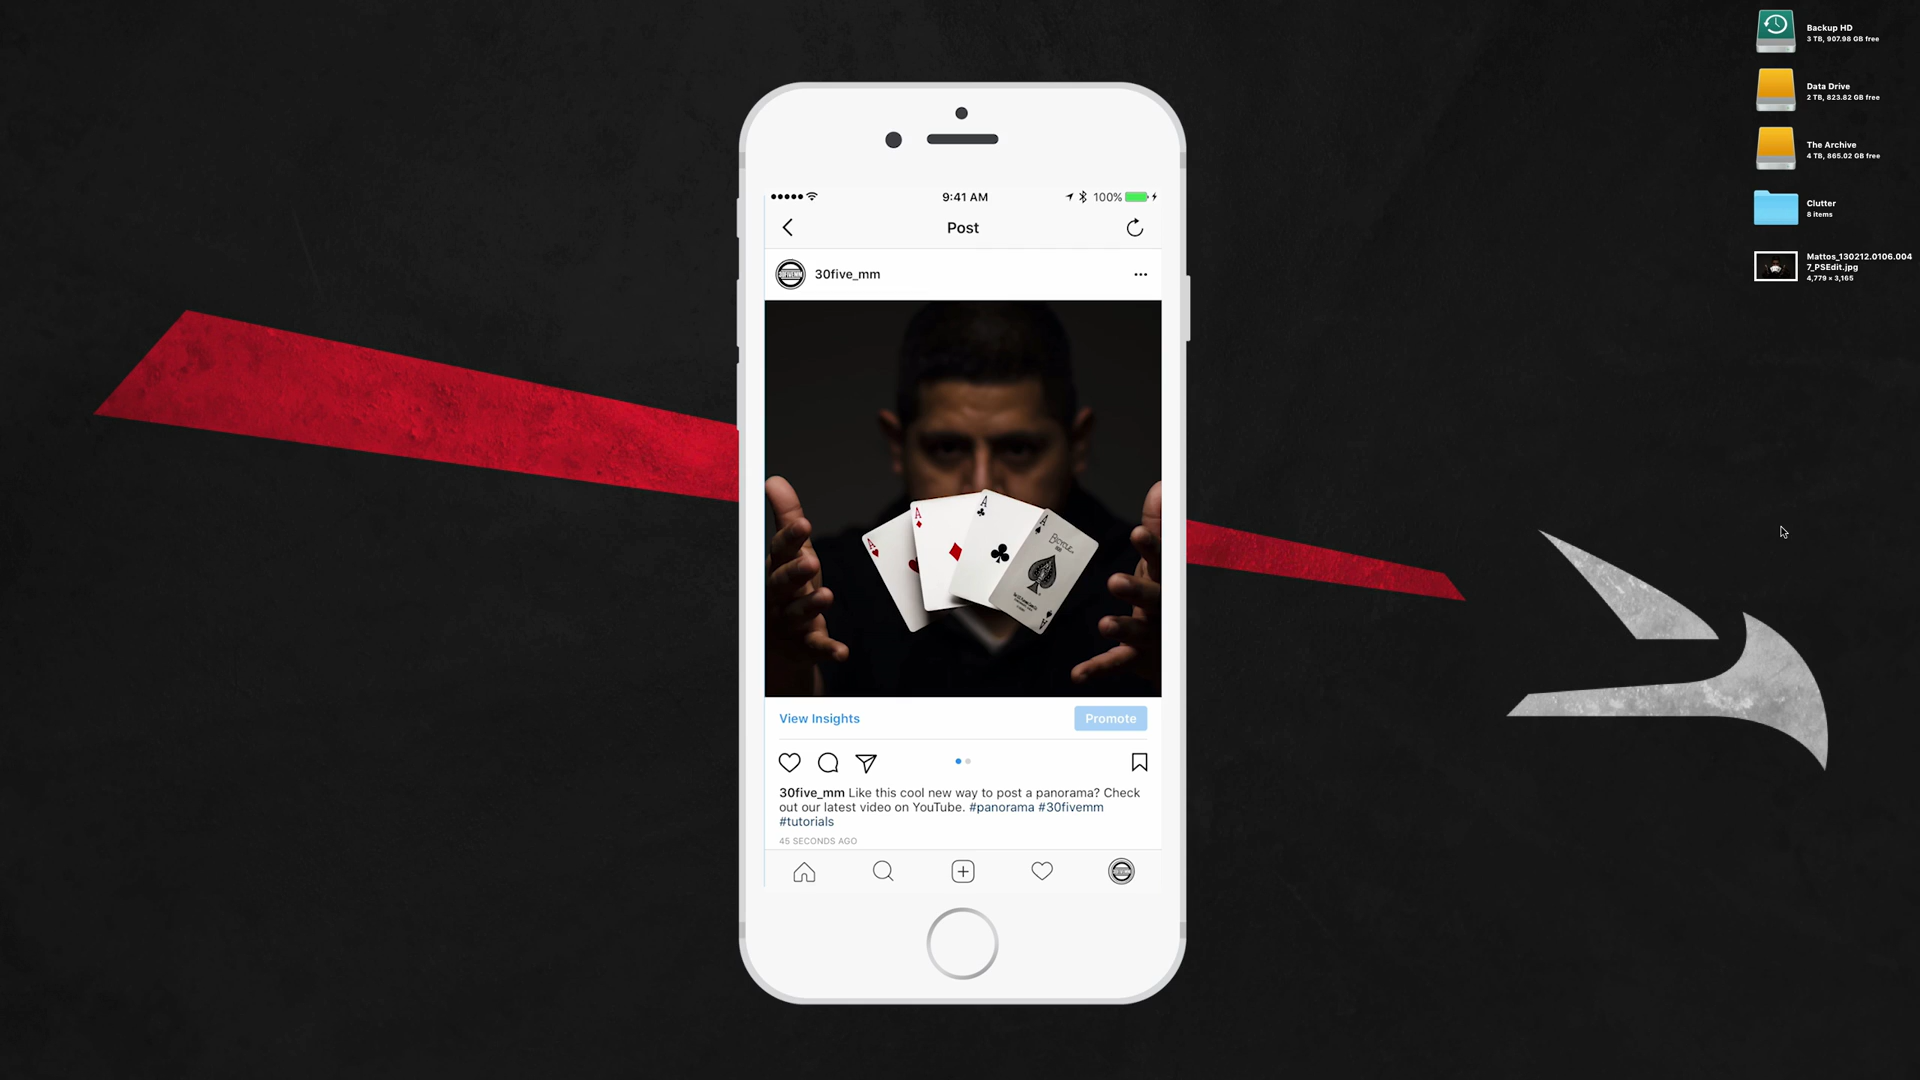 Backup HD
3 TB, 907.98 GB free
Data Drive
2 TB, 823.82 GB free
The Archive
4 TB, 865.02 GB free
Clutter
8 items
Mattos_130212.0106.004
7_PSEdit.jpg
4,779 × 3,165
9:41 AM
100%
Post
30five_mm
A
A
A
A
Bicycle
View Insights
Promote
30five_mm Like this cool new way to post a panorama? Check
out our latest video on YouTube. #panorama #30fivemm
#tutorials
45 SECONDS AGO